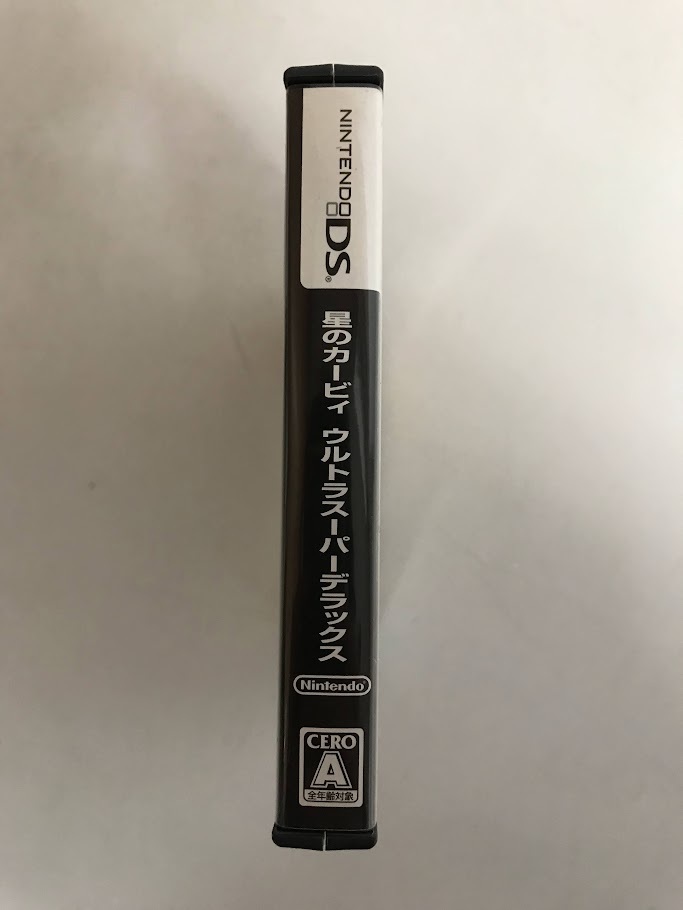 NINTENDO DS®
星のカービィ ウルトラスーパーデラックス
Nintendo®
CERO
A
全年齢対象